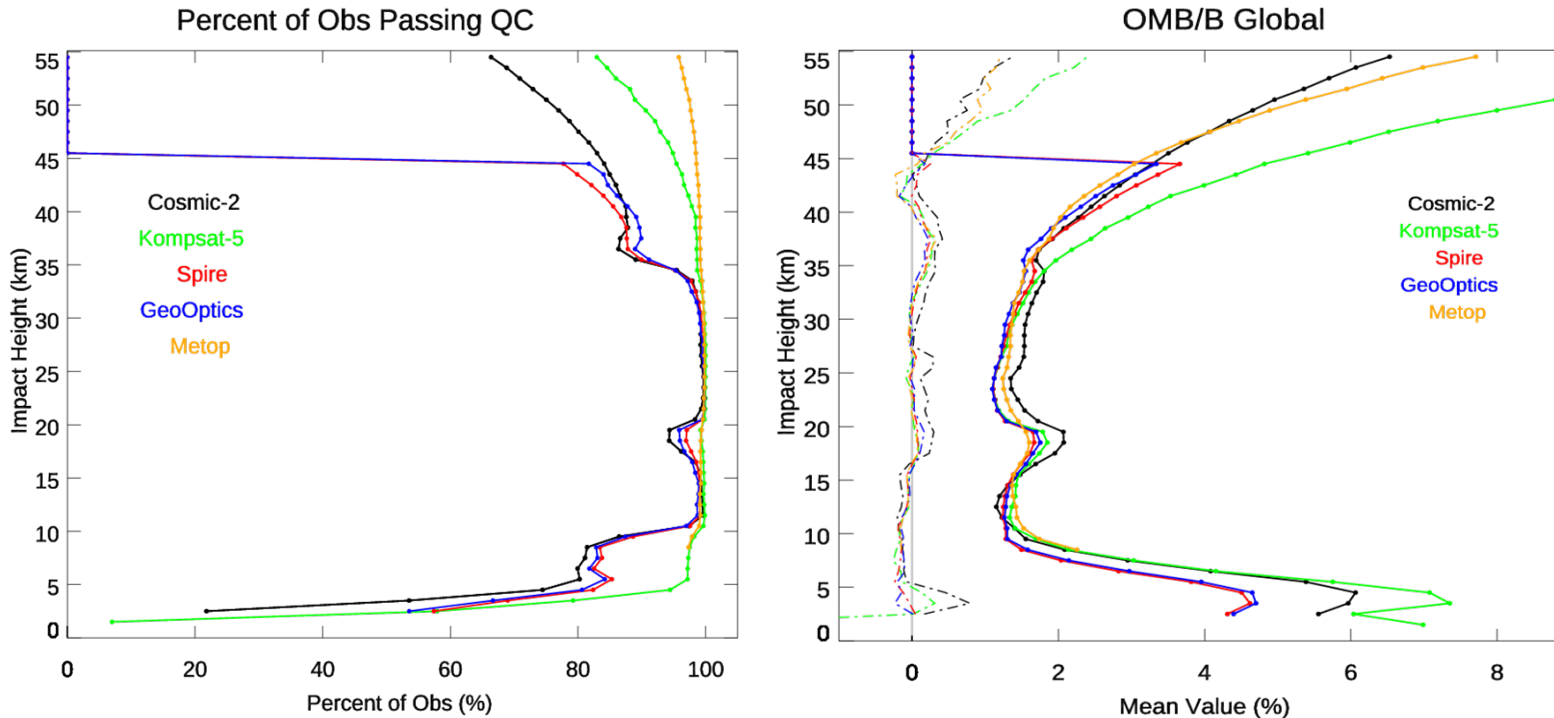 Percent of Obs Passing QC
55
50
45
40
35
30
25
20
15
10
5
0
Impact Height (km)
Cosmic-2
Kompsat-5
Spire
GeoOptics
Metop
0 20 40 60 80 100
Percent of Obs (%)
OMB/B Global
55
50
45
40
35
30
25
20
15
10
5
0
Impact Height (km)
Cosmic-2
Kompsat-5
Spire
GeoOptics
Metop
0 2 4 6 8
Mean Value (%)